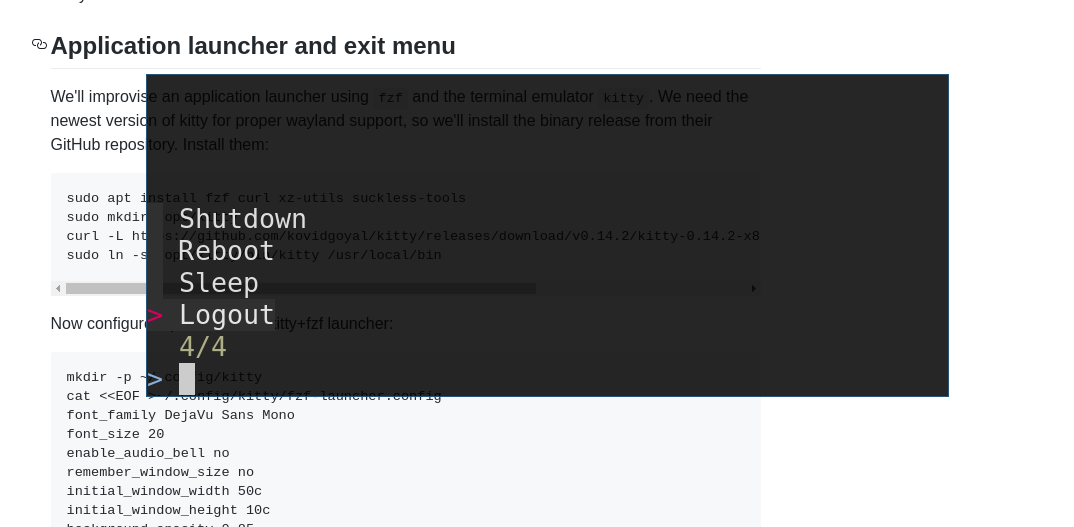 Application launcher and exit menu
We'll improvise an application launcher using fzf and the terminal emulator kitty . We need the
newest version of kitty for proper wayland support, so we'll install the binary release from their
GitHub repository. Install them:
sudo apt install fzf curl xz-utils suckless-tools
sudo mkdir
curl -L https://github.com/kovidgoyal/kitty/releases/download/v0.14.2/kitty-0.14.2-x8
sudo ln -s /usr/local/bin
Shutdown
Reboot
Sleep
> Logout
4/4
>
Now configure kitty+fzf launcher:
mkdir -p ~/.config/kitty
cat <<EOF > ~/.config/kitty/fzf-launcher.config
font_family DejaVu Sans Mono
font_size 20
enable_audio_bell no
remember_window_size no
initial_window_width 50c
initial_window_height 10c
background_opacity 0.85